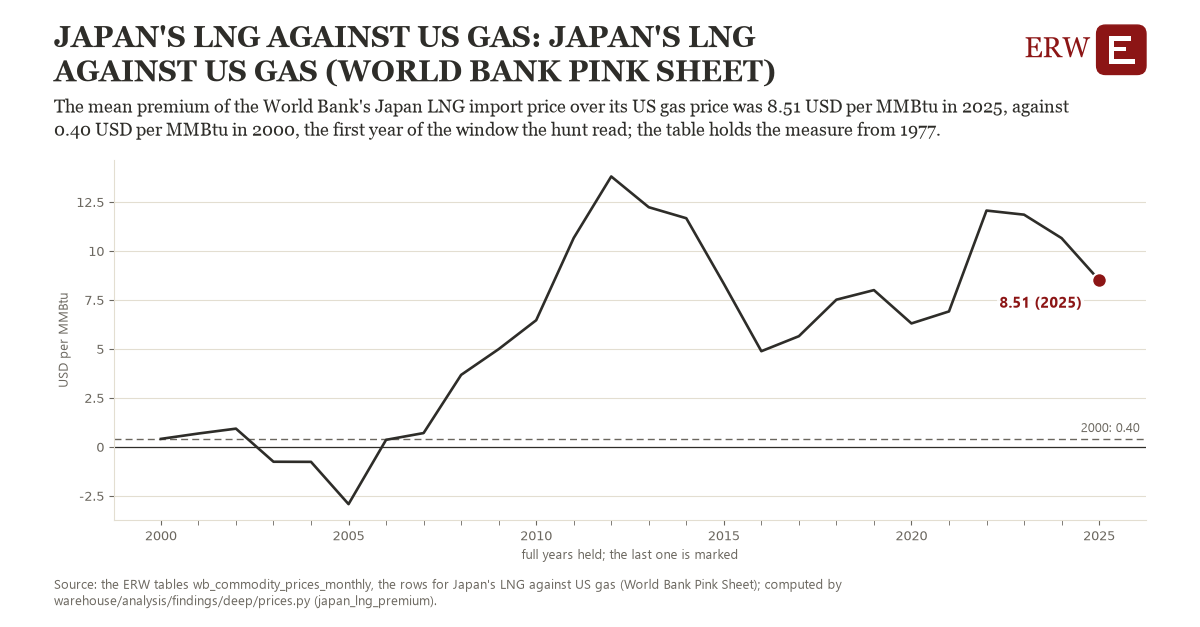 JAPAN'S LNG AGAINST US GAS: JAPAN'S LNG
AGAINST US GAS (WORLD BANK PINK SHEET)
ERW E
The mean premium of the World Bank's Japan LNG import price over its US gas price was 8.51 USD per MMBtu in 2025, against
0.40 USD per MMBtu in 2000, the first year of the window the hunt read; the table holds the measure from 1977.
12.5
10
7.5
5
2.5
0
-2.5
USD per MMBtu
8.51 (2025)
2000: 0.40
2000 2005 2010 2015 2020 2025
full years held; the last one is marked
Source: the ERW tables wb_commodity_prices_monthly, the rows for Japan's LNG against US gas (World Bank Pink Sheet); computed by
warehouse/analysis/findings/deep/prices.py (japan_lng_premium).